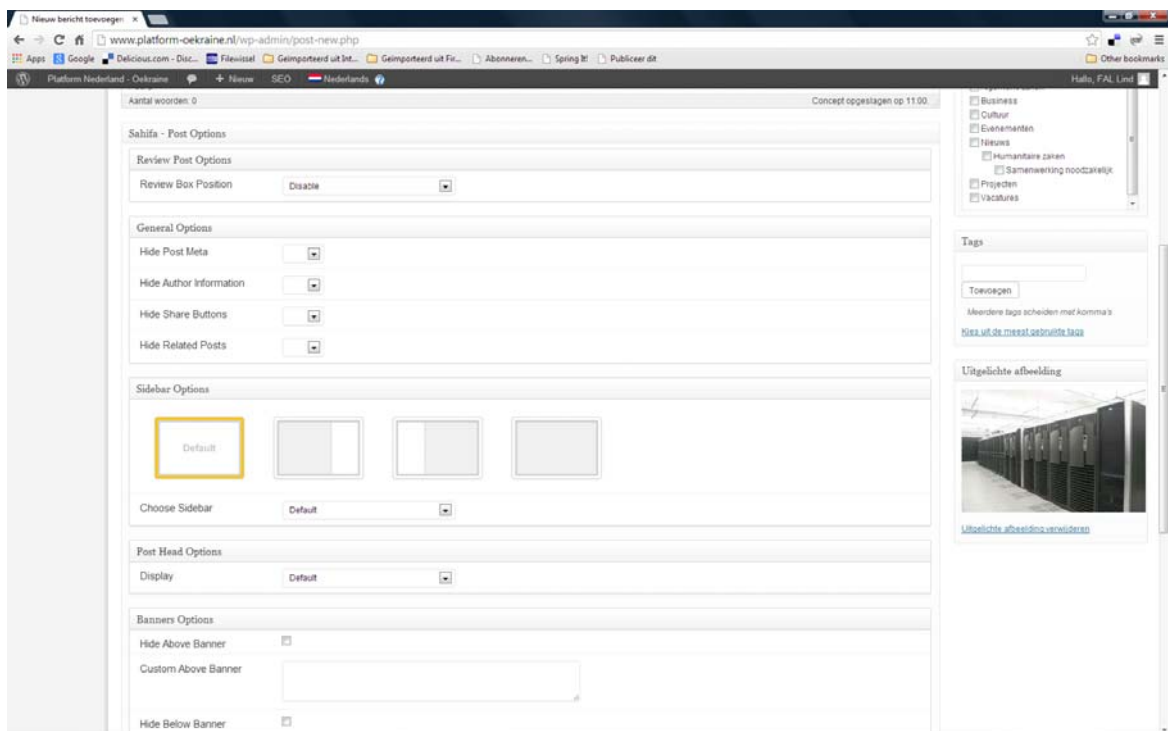 Nieuw bericht toevoegen
www.platform-oekraine.nl/wp-admin/post-new.php
Apps Google Delicious.com - Disc... Filewissel Geïmporteerd uit Int... Geïmporteerd uit Fir... Abonneren... Spring It! Publiceer dit Other bookmarks
Platform Nederland - Oekraine + Nieuw SEO Nederlands Hallo, FAL Lind
Aantal woorden: 0 Concept opgeslagen op 11:00.
Sahifa - Post Options
Review Post Options
Review Box Position Disable
General Options
Hide Post Meta
Hide Author Information
Hide Share Buttons
Hide Related Posts
Sidebar Options
Default
Choose Sidebar Default
Post Head Options
Display Default
Banners Options
Hide Above Banner
Custom Above Banner
Hide Below Banner
Business
Cultuur
Evenementen
Nieuws
Humanitaire zaken
Samenwerking noodzakelijk
Projecten
Vacatures
Tags
Toevoegen
Meerdere tags scheiden met komma's
Kies uit de meest gebruikte tags
Uitgelichte afbeelding
Uitgelichte afbeelding verwijderen